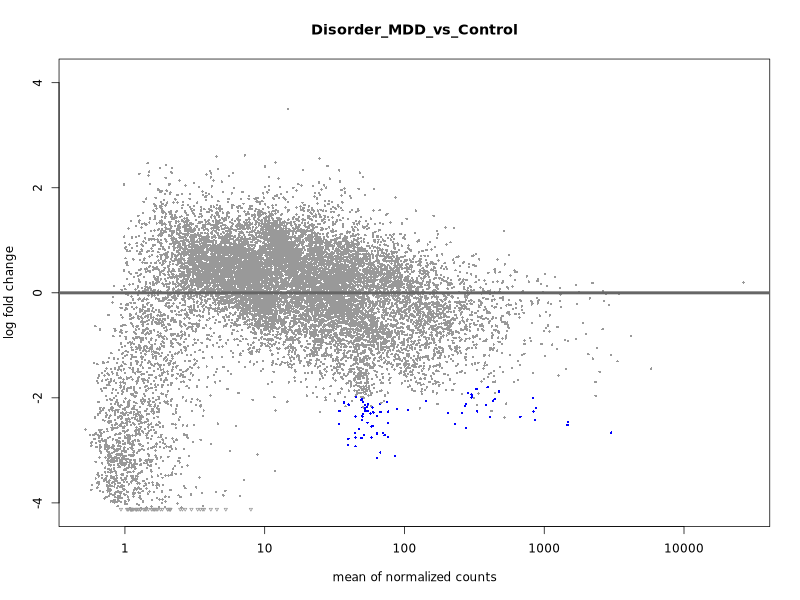 Disorder_MDD_vs_Control
4
2
0
-2
-4
log fold change
1 10 100 1000 10000
mean of normalized counts